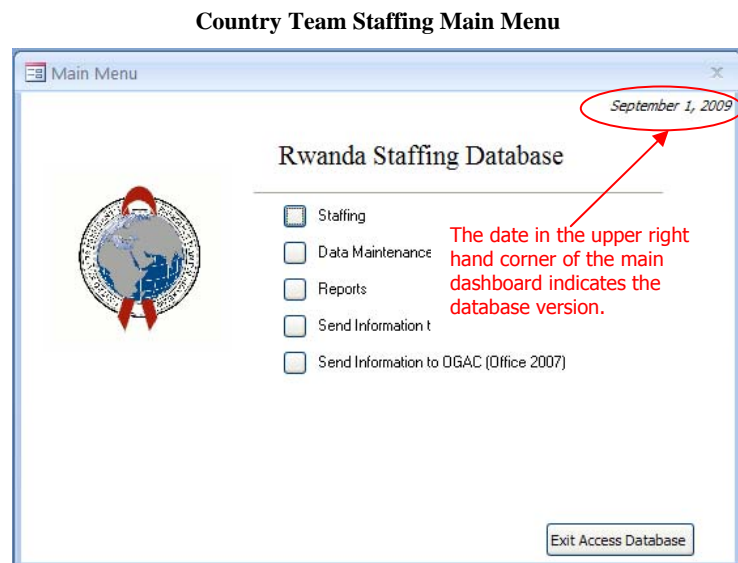 Country Team Staffing Main Menu
Main Menu
September 1, 2009
Rwanda Staffing Database
Staffing
Data Maintenance
Reports
Send Information t
Send Information to OGAC (Office 2007)
The date in the upper right
hand corner of the main
dashboard indicates the
database version.
Exit Access Database